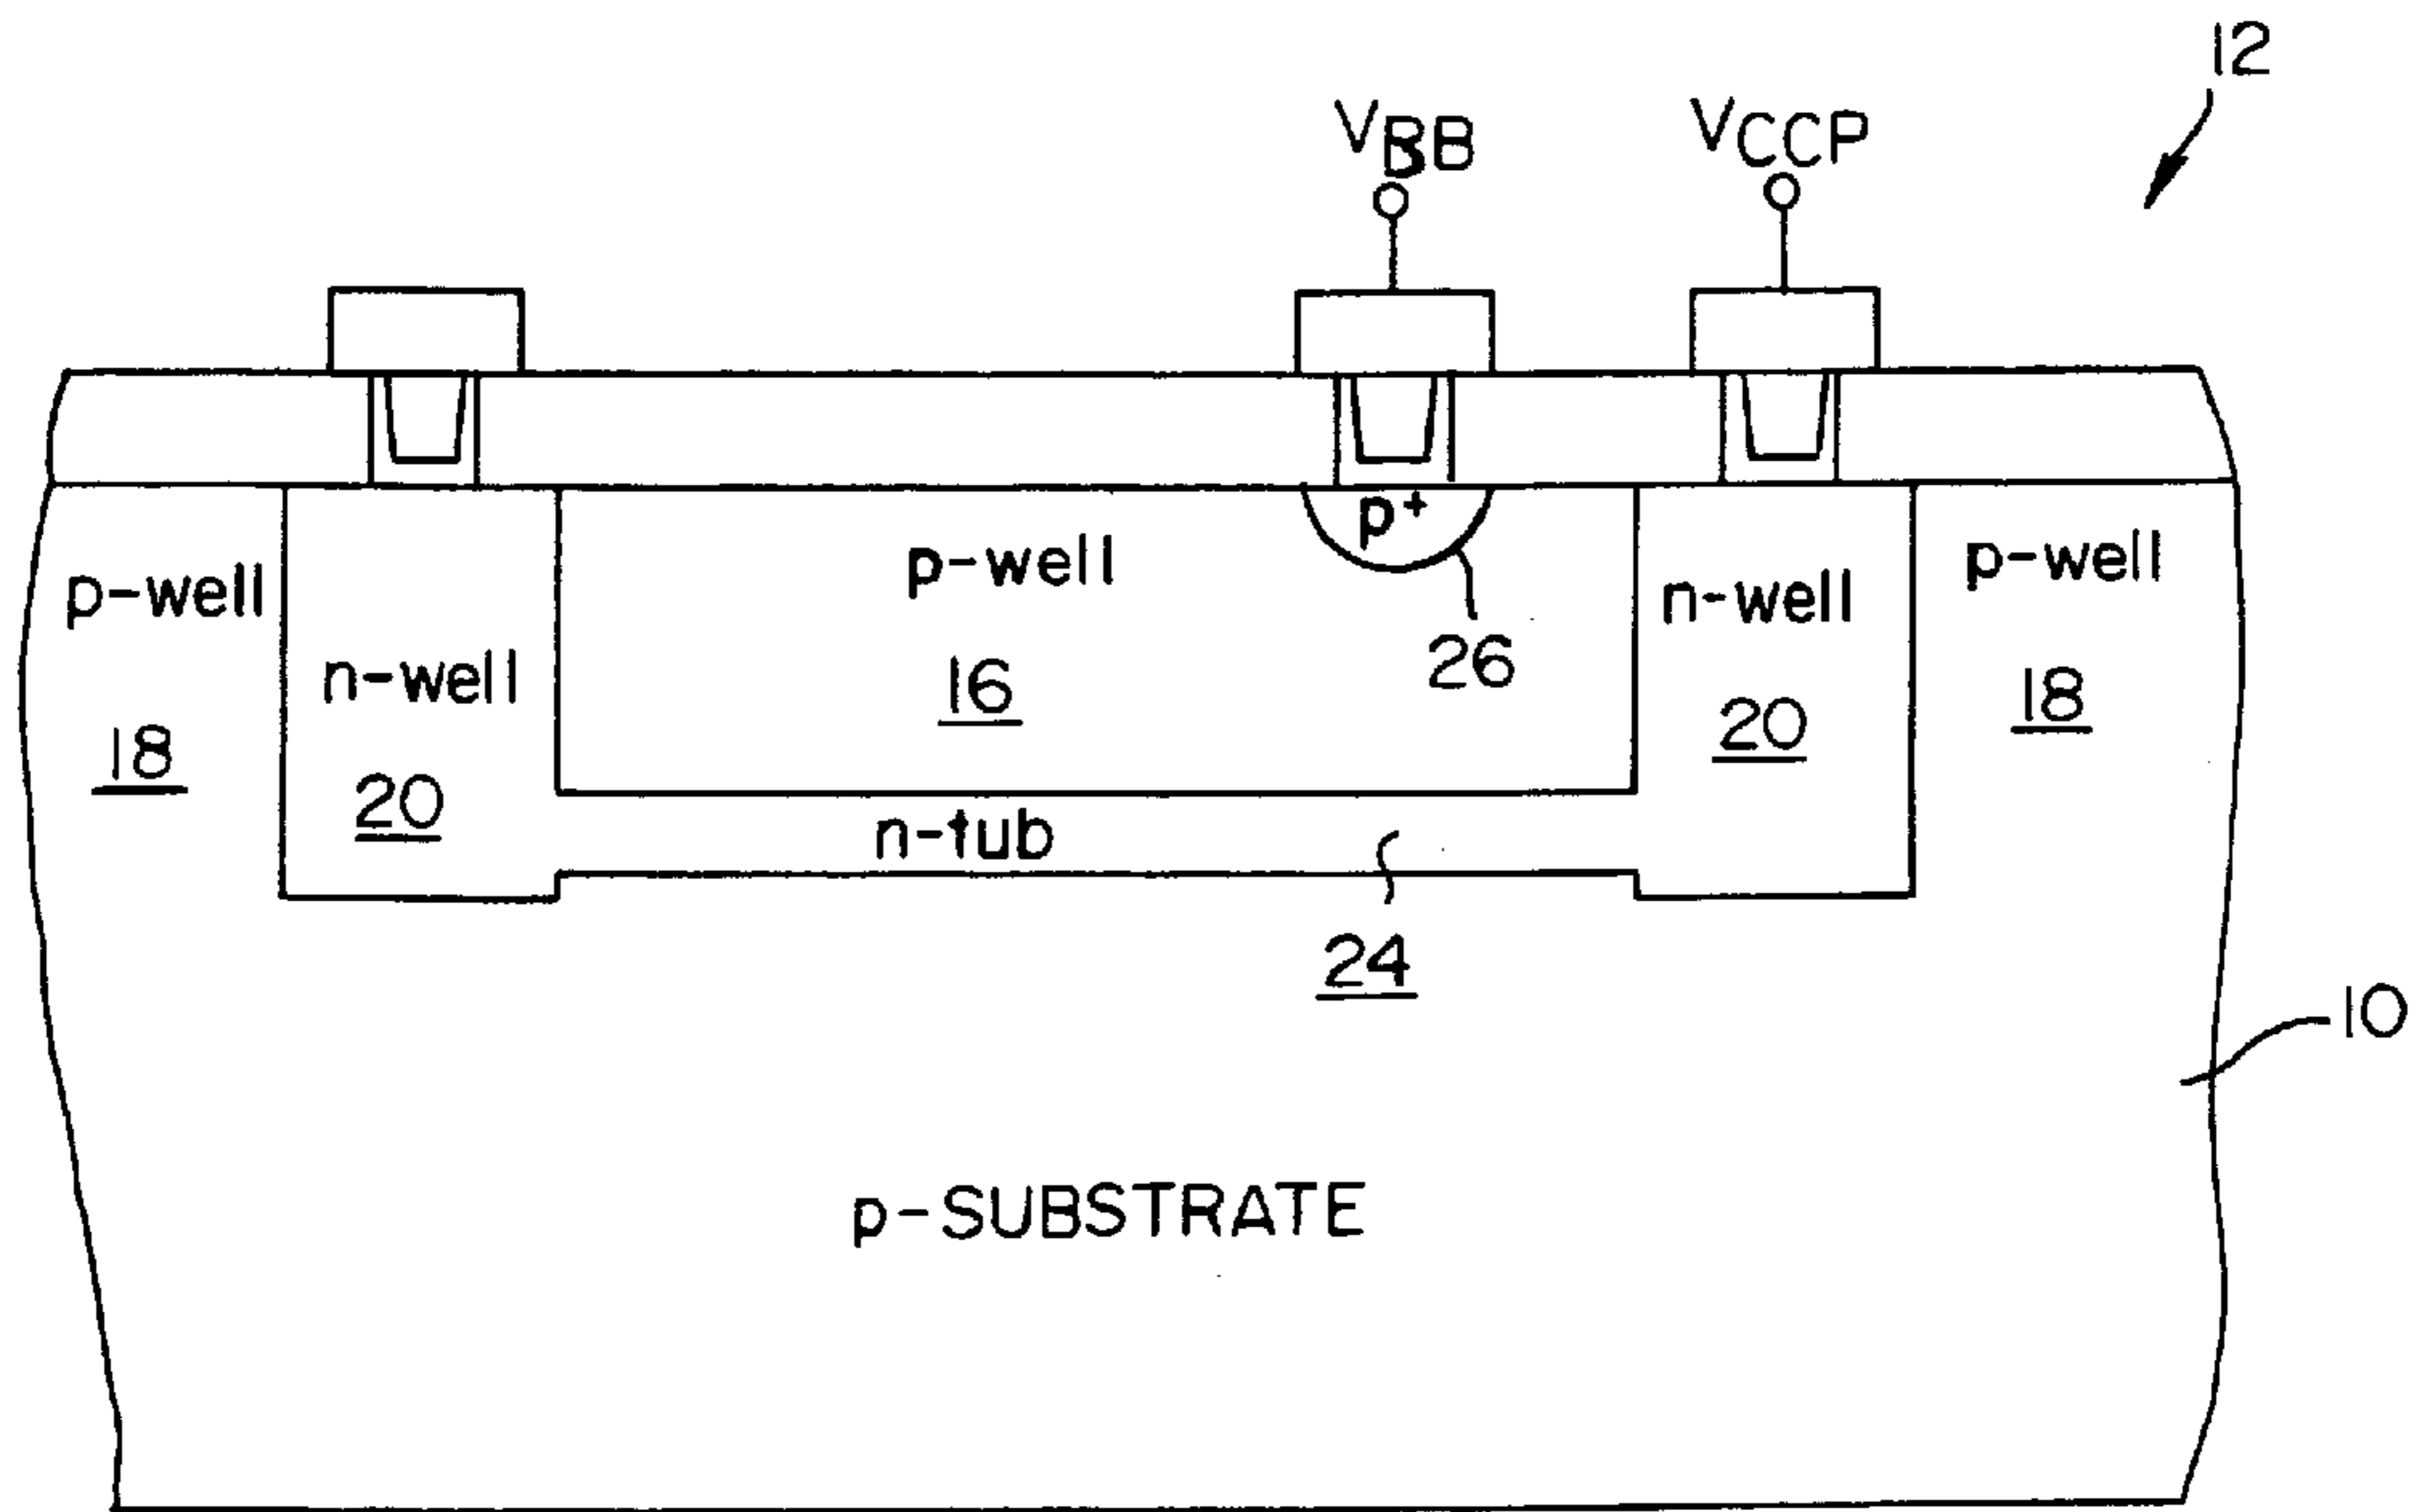 12
VBB
VCCP
p+
p-well
p-well
p-well
n-well
n-well
26
16
18
20
18
20
n-tub
24
10
p-SUBSTRATE